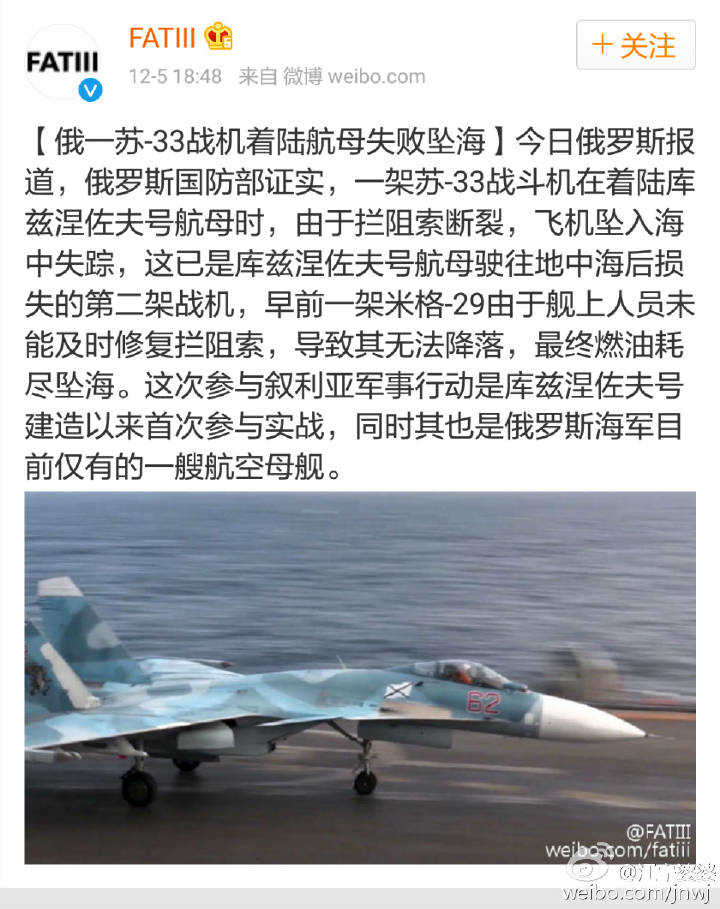 FATIII
FATIII
+ 关注
12-5 18:48 来自 微博 weibo.com
【俄一苏-33战机着陆航母失败坠海】今日俄罗斯报
道，俄罗斯国防部证实，一架苏-33战斗机在着陆库
兹涅佐夫号航母时，由于拦阻索断裂，飞机坠入海
中失踪，这已是库兹涅佐夫号航母驶往地中海后损
失的第二架战机，早前一架米格-29由于舰上人员未
能及时修复拦阻索，导致其无法降落，最终燃油耗
尽坠海。这次参与叙利亚军事行动是库兹涅佐夫号
建造以来首次参与实战，同时其也是俄罗斯海军目
前仅有的一艘航空母舰。
62
@FATIII
weibo.com/fatiii
@江宁婆婆
weibo.com/jnwj